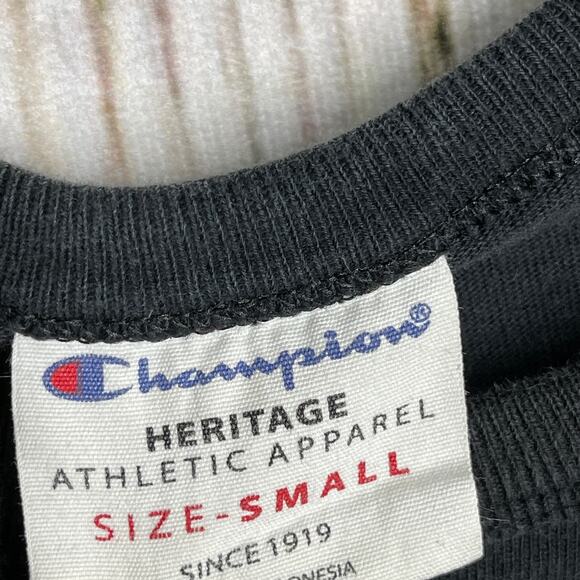 Champion®
HERITAGE
ATHLETIC APPAREL
SIZE-SMALL
SINCE 1919